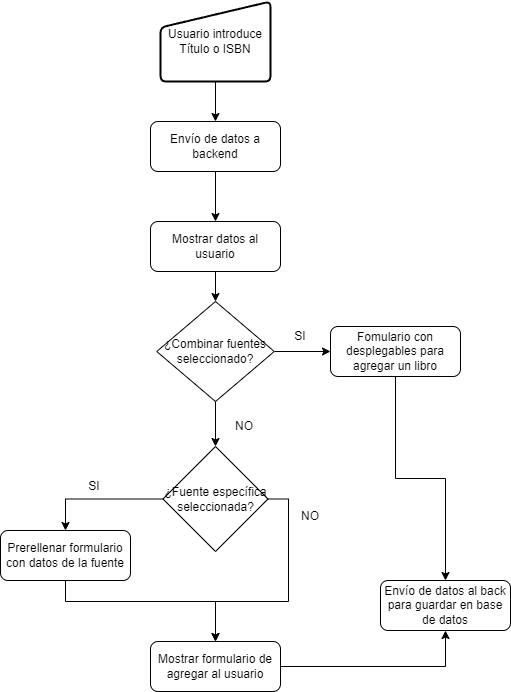 Usuario introduce
Título o ISBN
Envío de datos a
backend
Mostrar datos al
usuario
¿Combinar fuentes
seleccionado?
SI
Fomulario con
desplegables para
agregar un libro
NO
¿Fuente específica
seleccionada?
SI
NO
Prerellenar formulario
con datos de la fuente
Envío de datos al back
para guardar en base
de datos
Mostrar formulario de
agregar al usuario